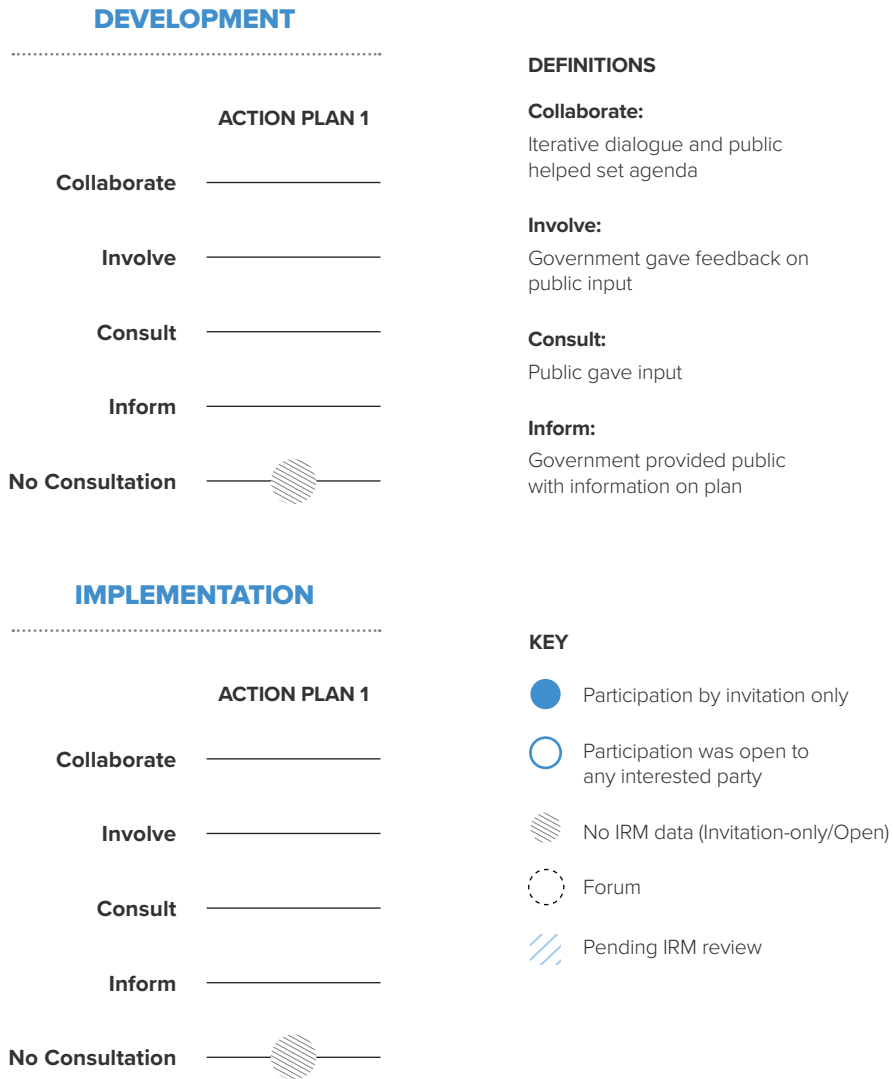 DEVELOPMENT
ACTION PLAN 1
Collaborate
Involve
Consult
Inform
No Consultation
DEFINITIONS
Collaborate:
Iterative dialogue and public
helped set agenda
Involve:
Government gave feedback on
public input
Consult:
Public gave input
Inform:
Government provided public
with information on plan
IMPLEMENTATION
ACTION PLAN 1
Collaborate
Involve
Consult
Inform
No Consultation
KEY
Participation by invitation only
Participation was open to
any interested party
No IRM data (Invitation-only/Open)
Forum
Pending IRM review